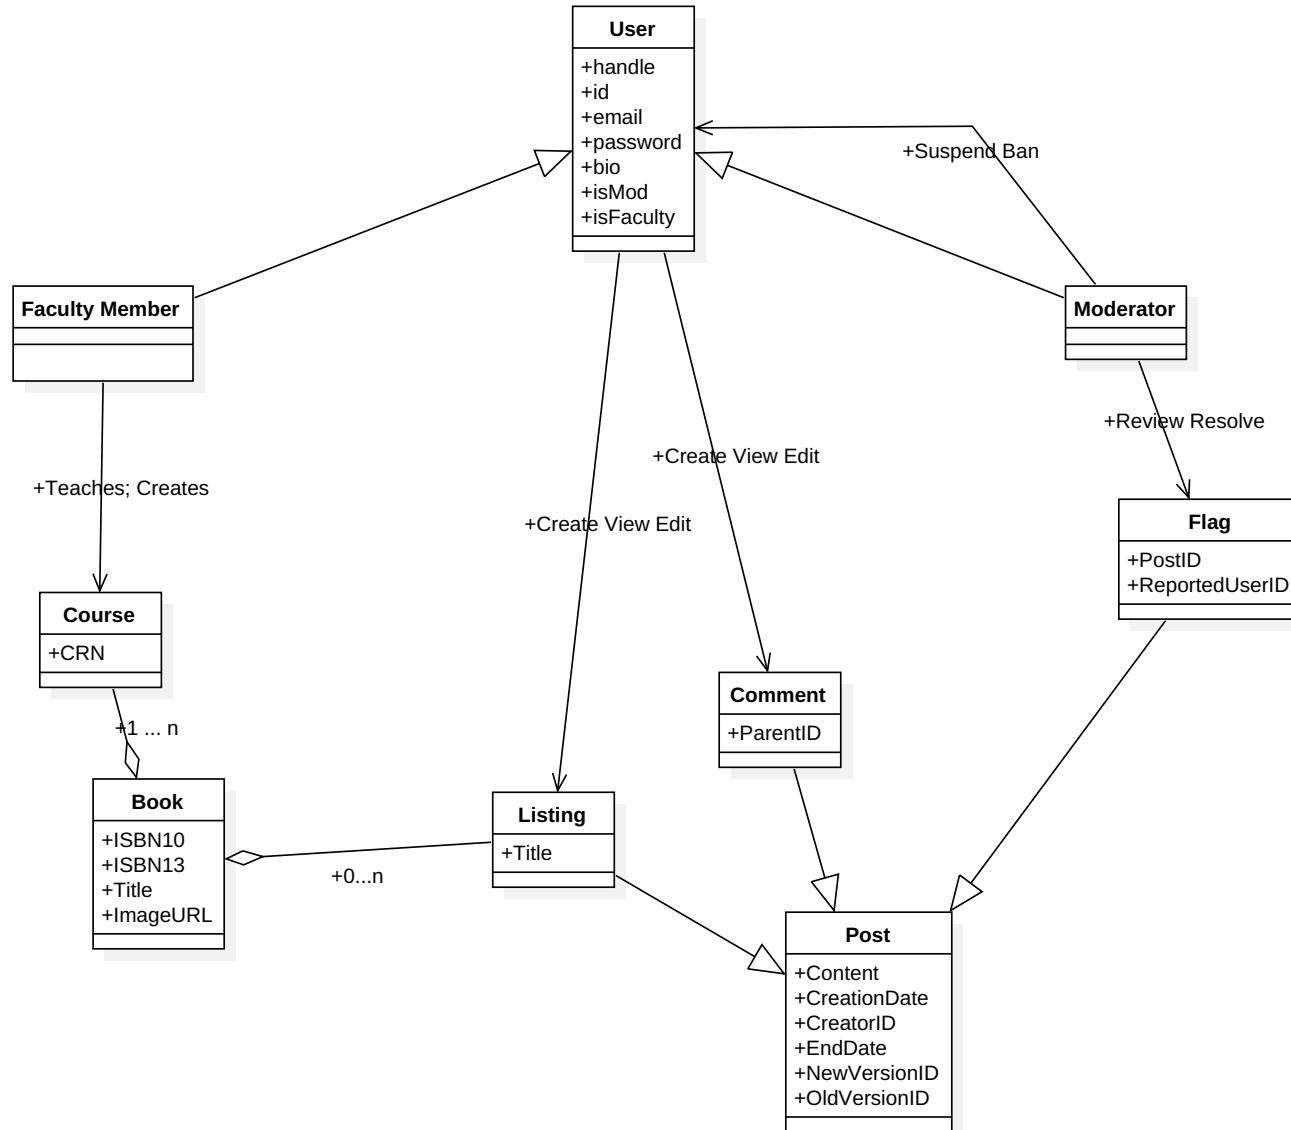 User
+handle
+id
+email
+password
+bio
+isMod
+isFaculty
+Suspend Ban
Faculty Member
Moderator
+Review Resolve
+Create View Edit
+Teaches; Creates
+Create View Edit
Flag
+PostID
+ReportedUserID
Course
+CRN
Comment
+ParentID
+1 ... n
Book
+ISBN10
+ISBN13
+Title
+ImageURL
+0...n
Listing
+Title
Post
+Content
+CreationDate
+CreatorID
+EndDate
+NewVersionID
+OldVersionID